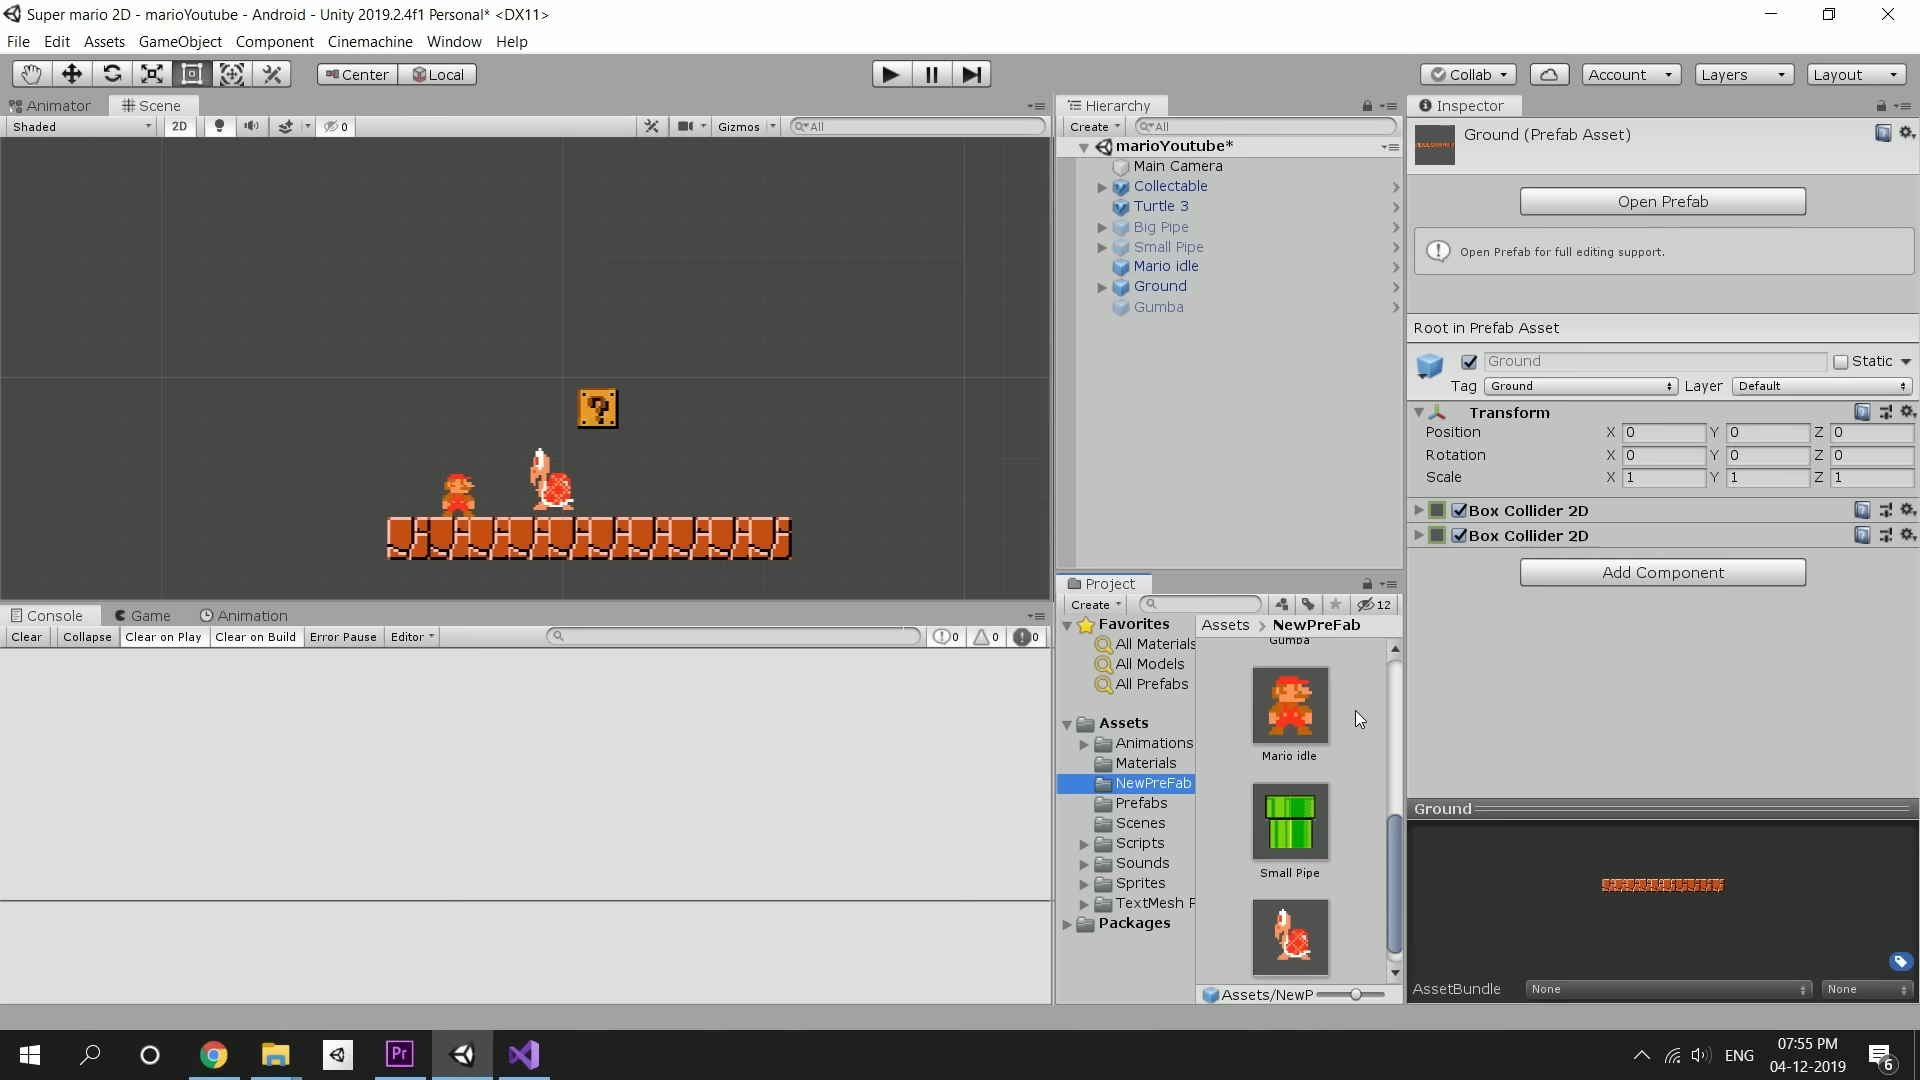 Super mario 2D - marioYoutube - Android - Unity 2019.2.4f1 Personal* <DX11>
File Edit Assets GameObject Component Cinemachine Window Help
Center Local
Collab Account Layers Layout
Animator Scene
Shaded 2D 0 Gizmos All
Hierarchy
Create All
marioYoutube*
Main Camera
Collectable
Turtle 3
Big Pipe
Small Pipe
Mario idle
Ground
Gumba
Inspector
Ground (Prefab Asset)
Open Prefab
Open Prefab for full editing support.
Root in Prefab Asset
Ground Static
Tag Ground Layer Default
Transform
Position X 0 Y 0 Z 0
Rotation X 0 Y 0 Z 0
Scale X 1 Y 1 Z 1
Box Collider 2D
Box Collider 2D
Add Component
Console Game Animation
Clear Collapse Clear on Play Clear on Build Error Pause Editor 0 0 0
Project
Create 12
Favorites
All Materials
All Models
All Prefabs
Assets
Animations
Materials
NewPreFab
Prefabs
Scenes
Scripts
Sounds
Sprites
TextMesh P
Packages
Assets > NewPreFab
Gumba
Mario idle
Small Pipe
Assets/NewP
Ground
AssetBundle None None
Pr
ENG
07:55 PM
04-12-2019
6